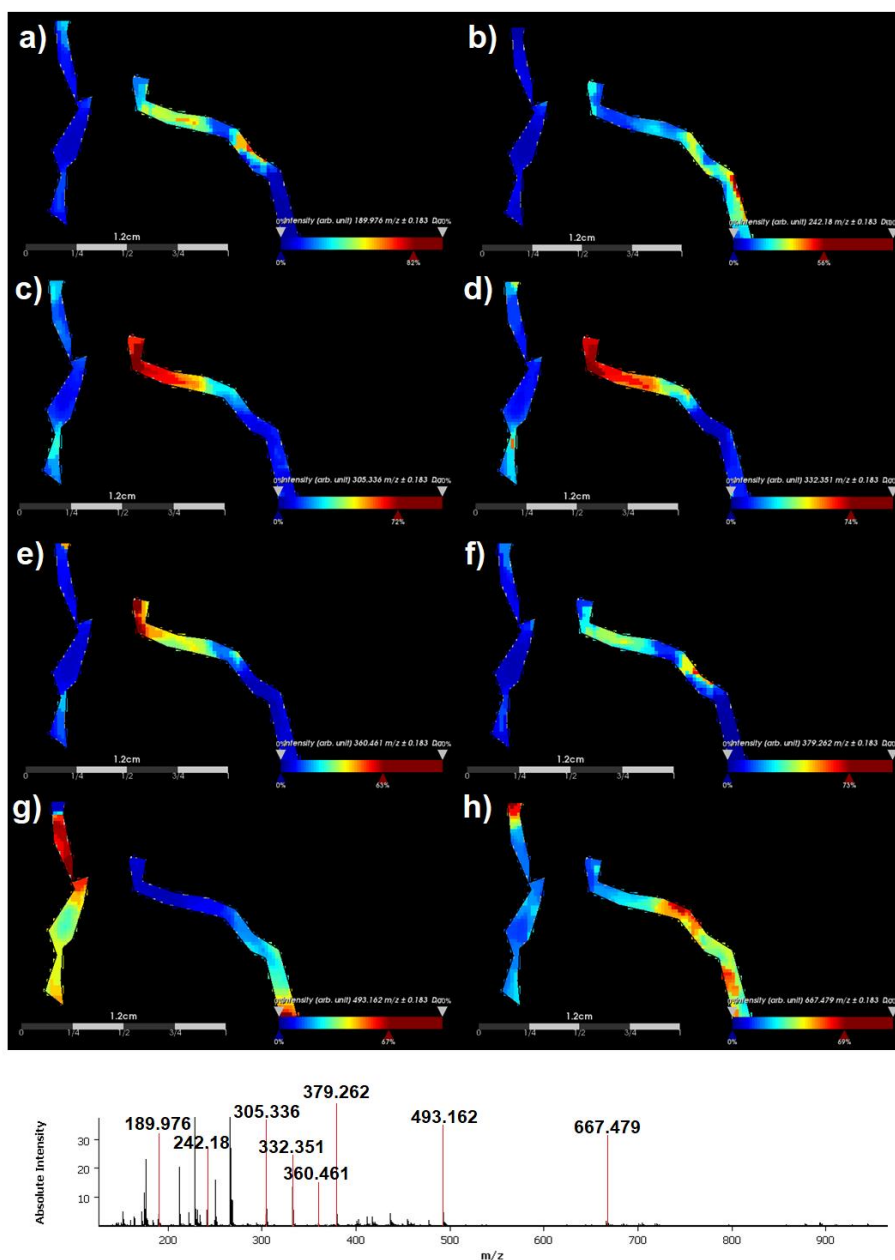 a)
b)
Intensity (arb. unit) 189.976 m/z ± 0.183
Intensity (arb. unit) 242.18 m/z ± 0.183
1.2cm
1.2cm
0 1/4 1/2 3/4 1
0% 82%
0 1/4 1/2 3/4 1
0% 56%
c)
d)
Intensity (arb. unit) 305.336 m/z ± 0.183
Intensity (arb. unit) 332.351 m/z ± 0.183
1.2cm
1.2cm
0 1/4 1/2 3/4 1
0% 72%
0 1/4 1/2 3/4 1
0% 74%
e)
f)
Intensity (arb. unit) 360.461 m/z ± 0.183
Intensity (arb. unit) 379.262 m/z ± 0.183
1.2cm
1.2cm
0 1/4 1/2 3/4 1
0% 63%
0 1/4 1/2 3/4 1
0%
g)
h)
Intensity (arb. unit) 493.162 m/z ± 0.183
Intensity (arb. unit) 667.479 m/z ± 0.183
1.2cm
1.2cm
0 1/4 1/2 3/4 1
0% 67%
0 1/4 1/2 3/4 1
0% 69%
379.262
189.976
305.336
493.162
667.479
242.18
332.351
360.461
Absolute Intensity
30
20
10
200 300 400 500 600 700 800 900
m/z